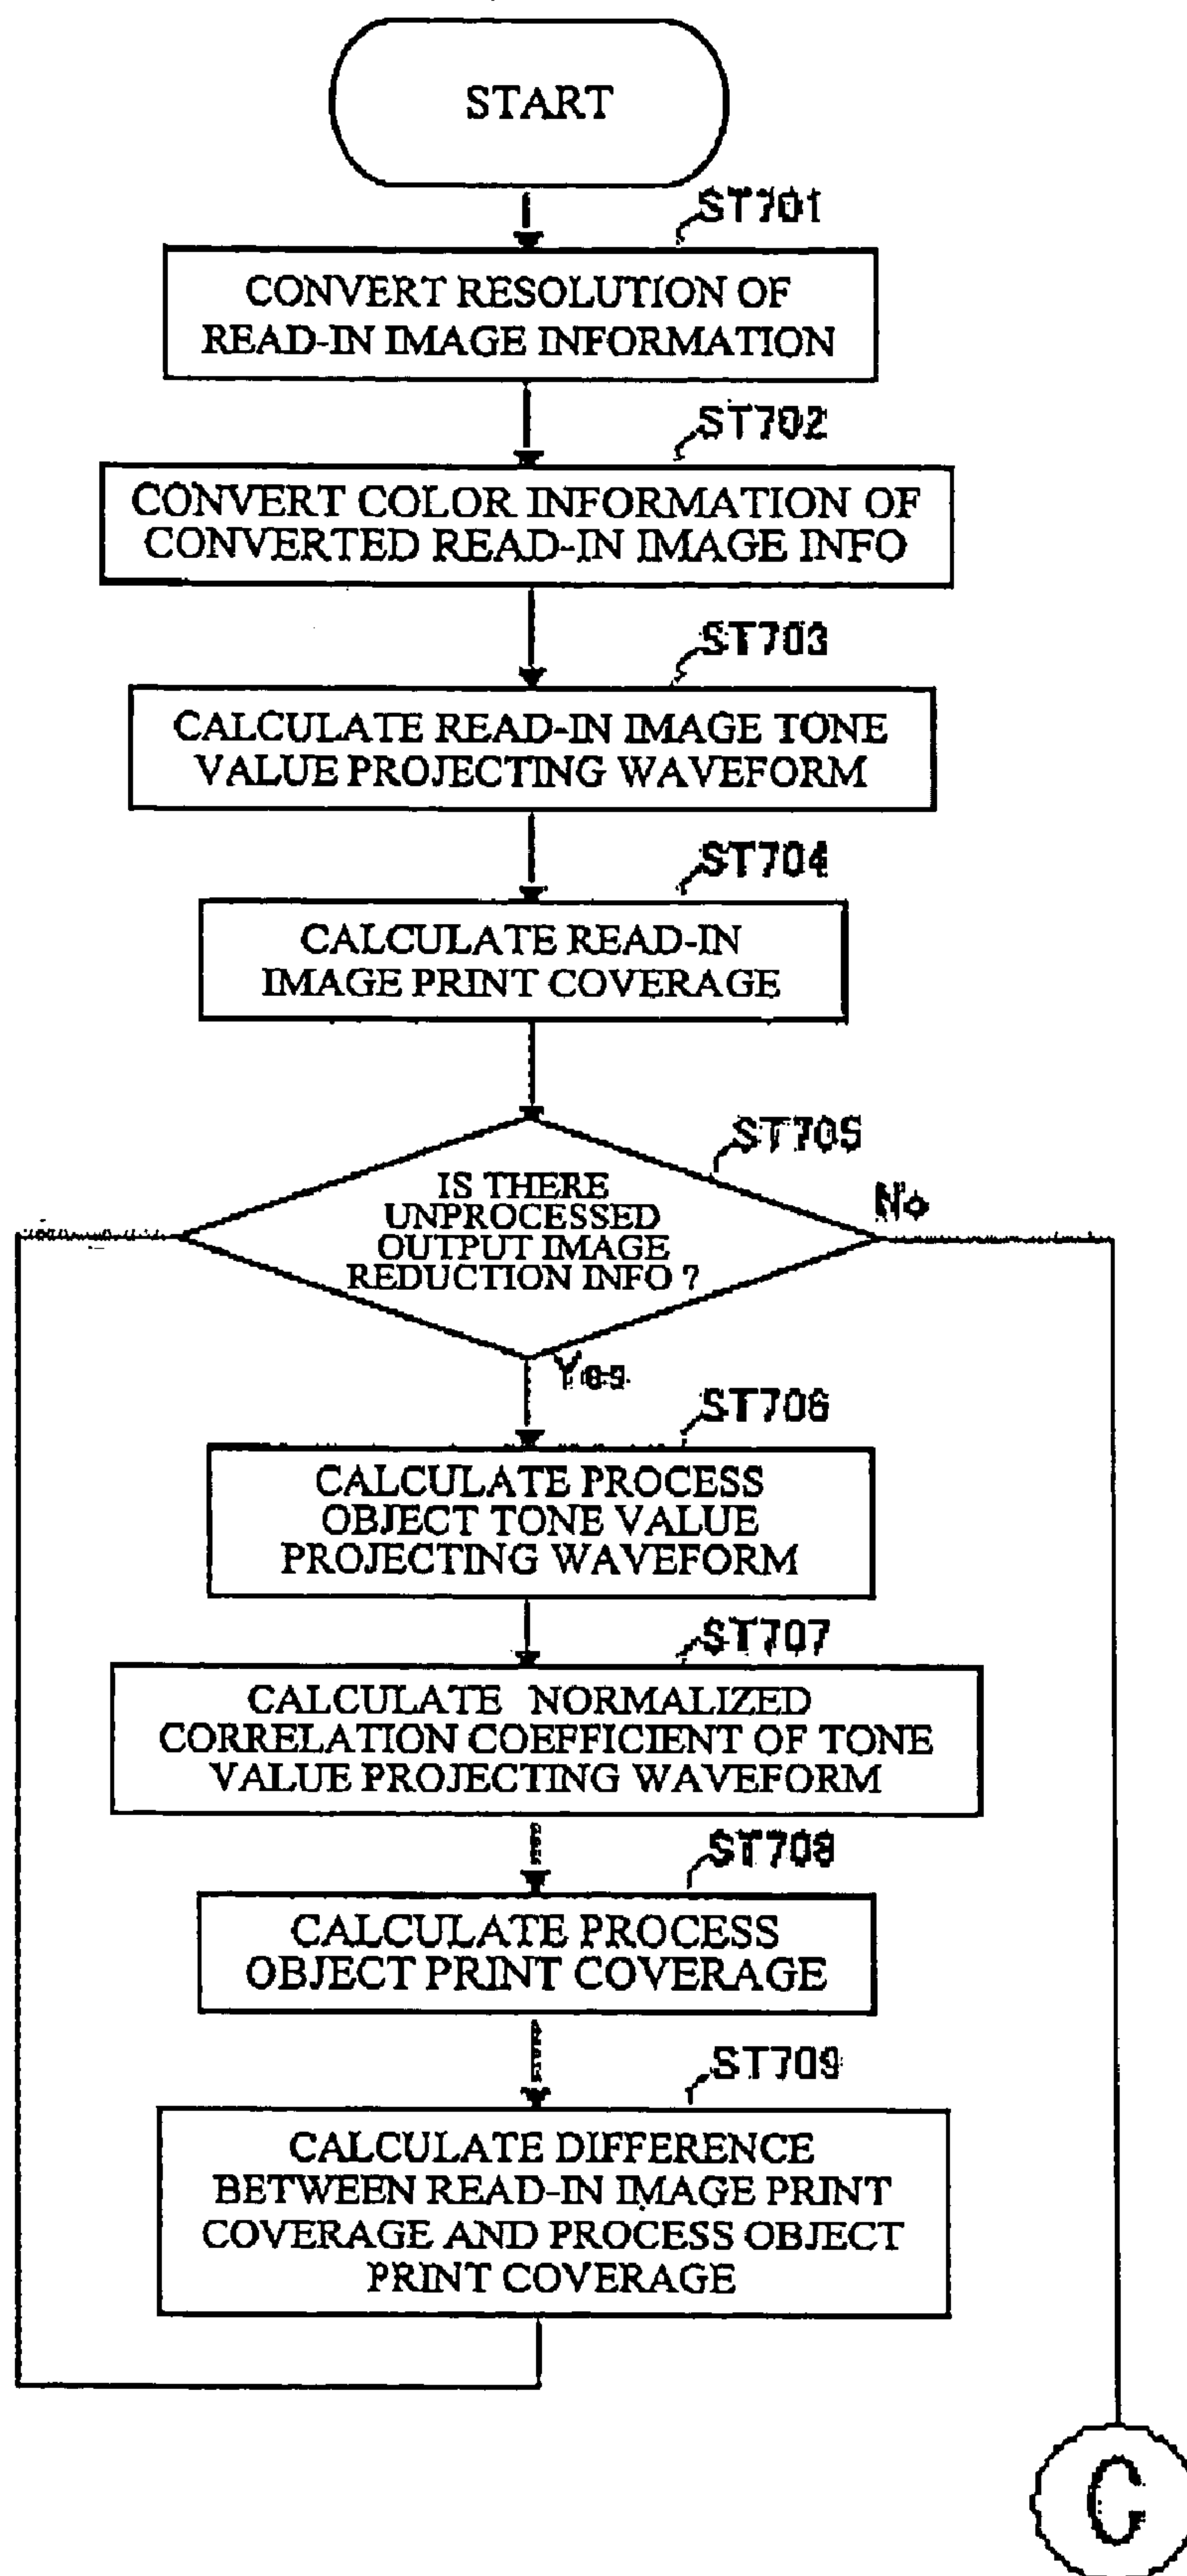 START
ST701
CONVERT RESOLUTION OF
READ-IN IMAGE INFORMATION
ST702
CONVERT COLOR INFORMATION OF
CONVERTED READ-IN IMAGE INFO
ST703
CALCULATE READ-IN IMAGE TONE
VALUE PROJECTING WAVEFORM
ST704
CALCULATE READ-IN
IMAGE PRINT COVERAGE
ST705
IS THERE
UNPROCESSED
OUTPUT IMAGE
REDUCTION INFO ?
No
Yes
ST706
CALCULATE PROCESS
OBJECT TONE VALUE
PROJECTING WAVEFORM
ST707
CALCULATE NORMALIZED
CORRELATION COEFFICIENT OF TONE
VALUE PROJECTING WAVEFORM
ST708
CALCULATE PROCESS
OBJECT PRINT COVERAGE
ST709
CALCULATE DIFFERENCE
BETWEEN READ-IN IMAGE PRINT
COVERAGE AND PROCESS OBJECT
PRINT COVERAGE
C